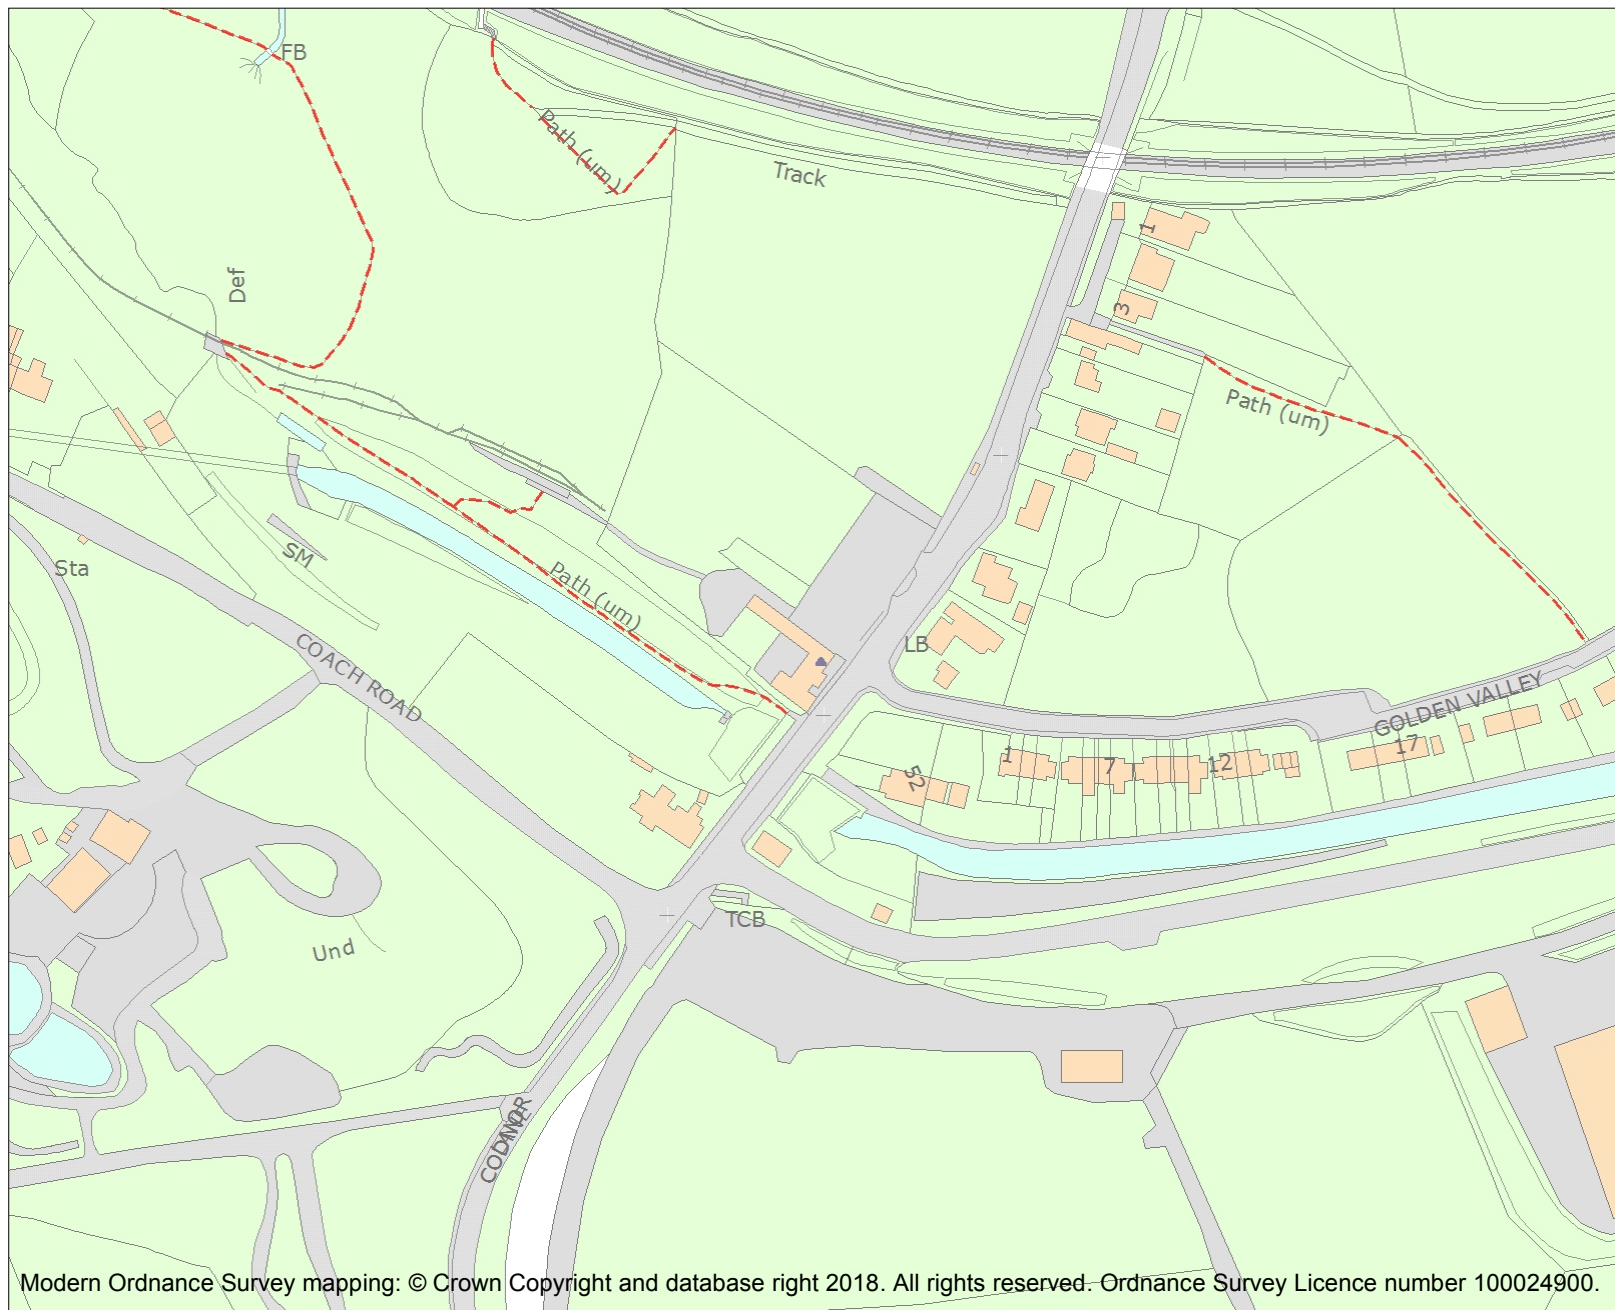 FB
Path (um)
Track
1
Def
3
Path (um)
SM
Sta
Path (um)
COACH ROAD
LB
GOLDEN VALLEY
52
1
7
12
17
TCB
Und
CODNOR
LANE
Modern Ordnance Survey mapping: © Crown Copyright and database right 2018. All rights reserved. Ordnance Survey Licence number 100024900.